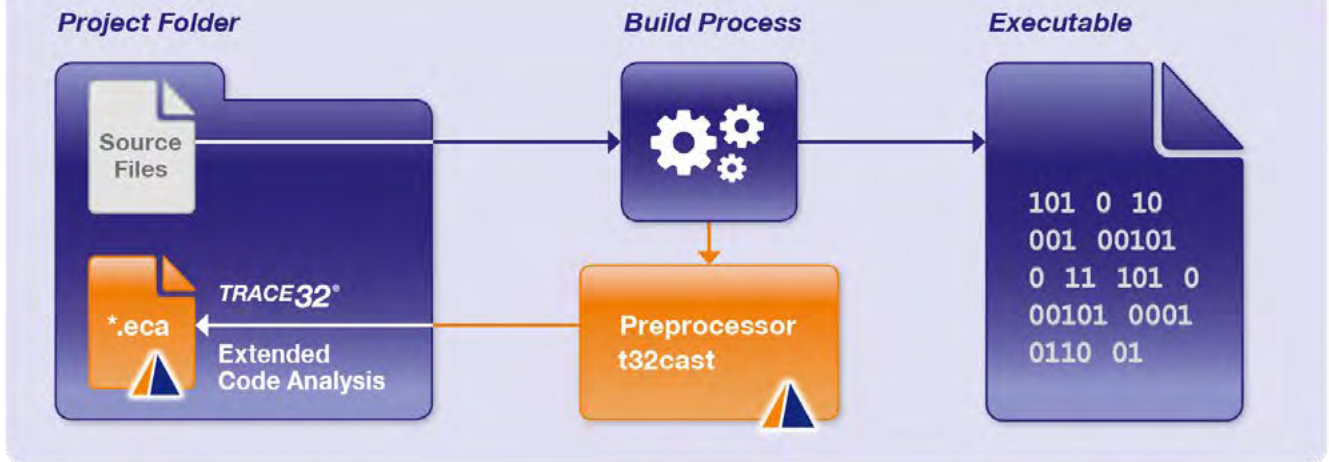 Project Folder
Build Process
Executable
Source
Files
*.eca
TRACE32®
Extended
Code Analysis
Preprocessor
t32cast
101 0 10
001 00101
0 11 101 0
00101 0001
0110 01